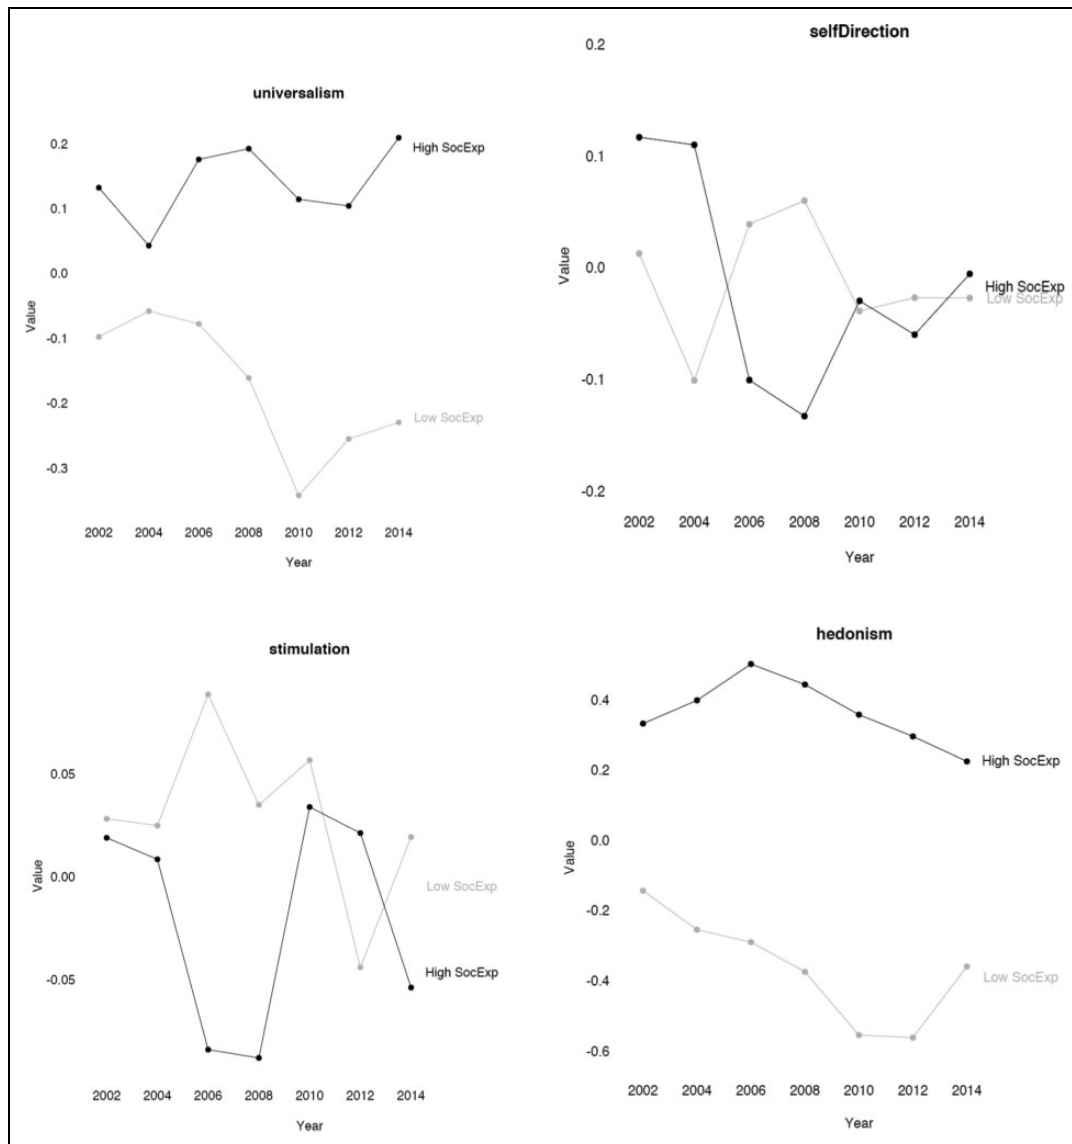 universalism
0.2
0.1
0.0
-0.1
-0.2
-0.3
Value
High SocExp
Low SocExp
2002 2004 2006 2008 2010 2012 2014
Year
selfDirection
0.2
0.1
0.0
-0.1
-0.2
Value
High SocExp
Low SocExp
2002 2004 2006 2008 2010 2012 2014
Year
stimulation
0.05
0.00
-0.05
Value
Low SocExp
High SocExp
2002 2004 2006 2008 2010 2012 2014
Year
hedonism
0.4
0.2
0.0
-0.2
-0.4
-0.6
Value
High SocExp
Low SocExp
2002 2004 2006 2008 2010 2012 2014
Year